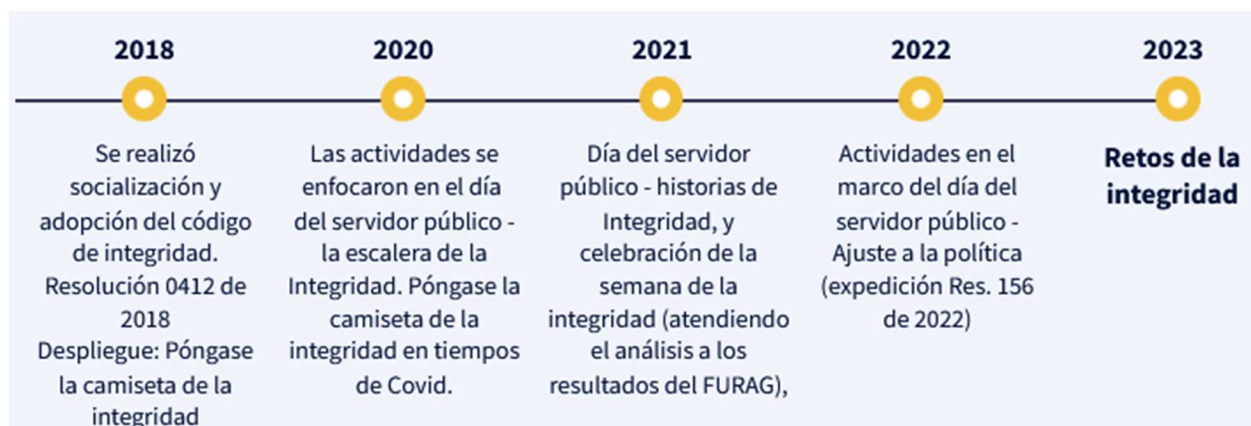 2018
Se realizó
socialización y
adopción del código
de integridad.
Resolución 0412 de
2018
Despliegue: Póngase
la camiseta de la
integridad
2020
Las actividades se
enfocaron en el día
del servidor público -
la escalera de la
Integridad. Póngase la
camiseta de la
integridad en tiempos
de Covid.
2021
Día del servidor
público - historias de
Integridad, y
celebración de la
semana de la
integridad (atendiendo
el análisis a los
resultados del FURAG),
2022
Actividades en el
marco del día del
servidor público -
Ajuste a la política
(expedición Res. 156
de 2022)
2023
Retos de la
integridad